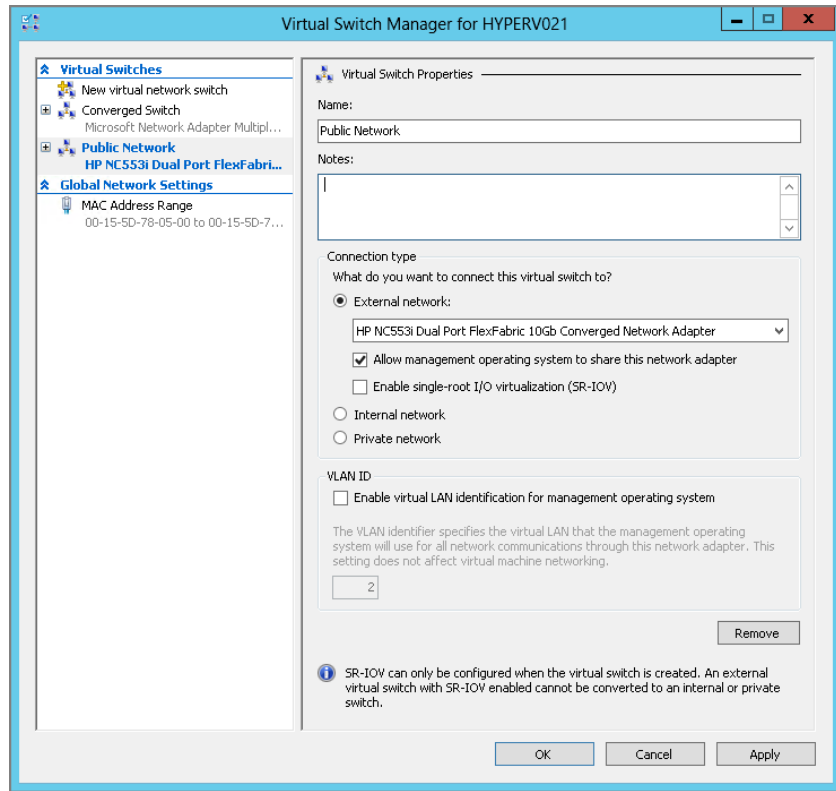 Virtual Switch Manager for HYPERV021
Virtual Switches
New virtual network switch
Converged Switch
Microsoft Network Adapter Multipl...
Public Network
HP NC553i Dual Port FlexFabri...
Global Network Settings
MAC Address Range
00-15-5D-78-05-00 to 00-15-5D-7...
Virtual Switch Properties
Name:
Public Network
Notes:
Connection type
What do you want to connect this virtual switch to?
External network:
HP NC553i Dual Port FlexFabric 10Gb Converged Network Adapter
Allow management operating system to share this network adapter
Enable single-root I/O virtualization (SR-IOV)
Internal network
Private network
VLAN ID
Enable virtual LAN identification for management operating system
The VLAN identifier specifies the virtual LAN that the management operating
system will use for all network communications through this network adapter. This
setting does not affect virtual machine networking.
2
Remove
SR-IOV can only be configured when the virtual switch is created. An external
virtual switch with SR-IOV enabled cannot be converted to an internal or private
switch.
OK
Cancel
Apply